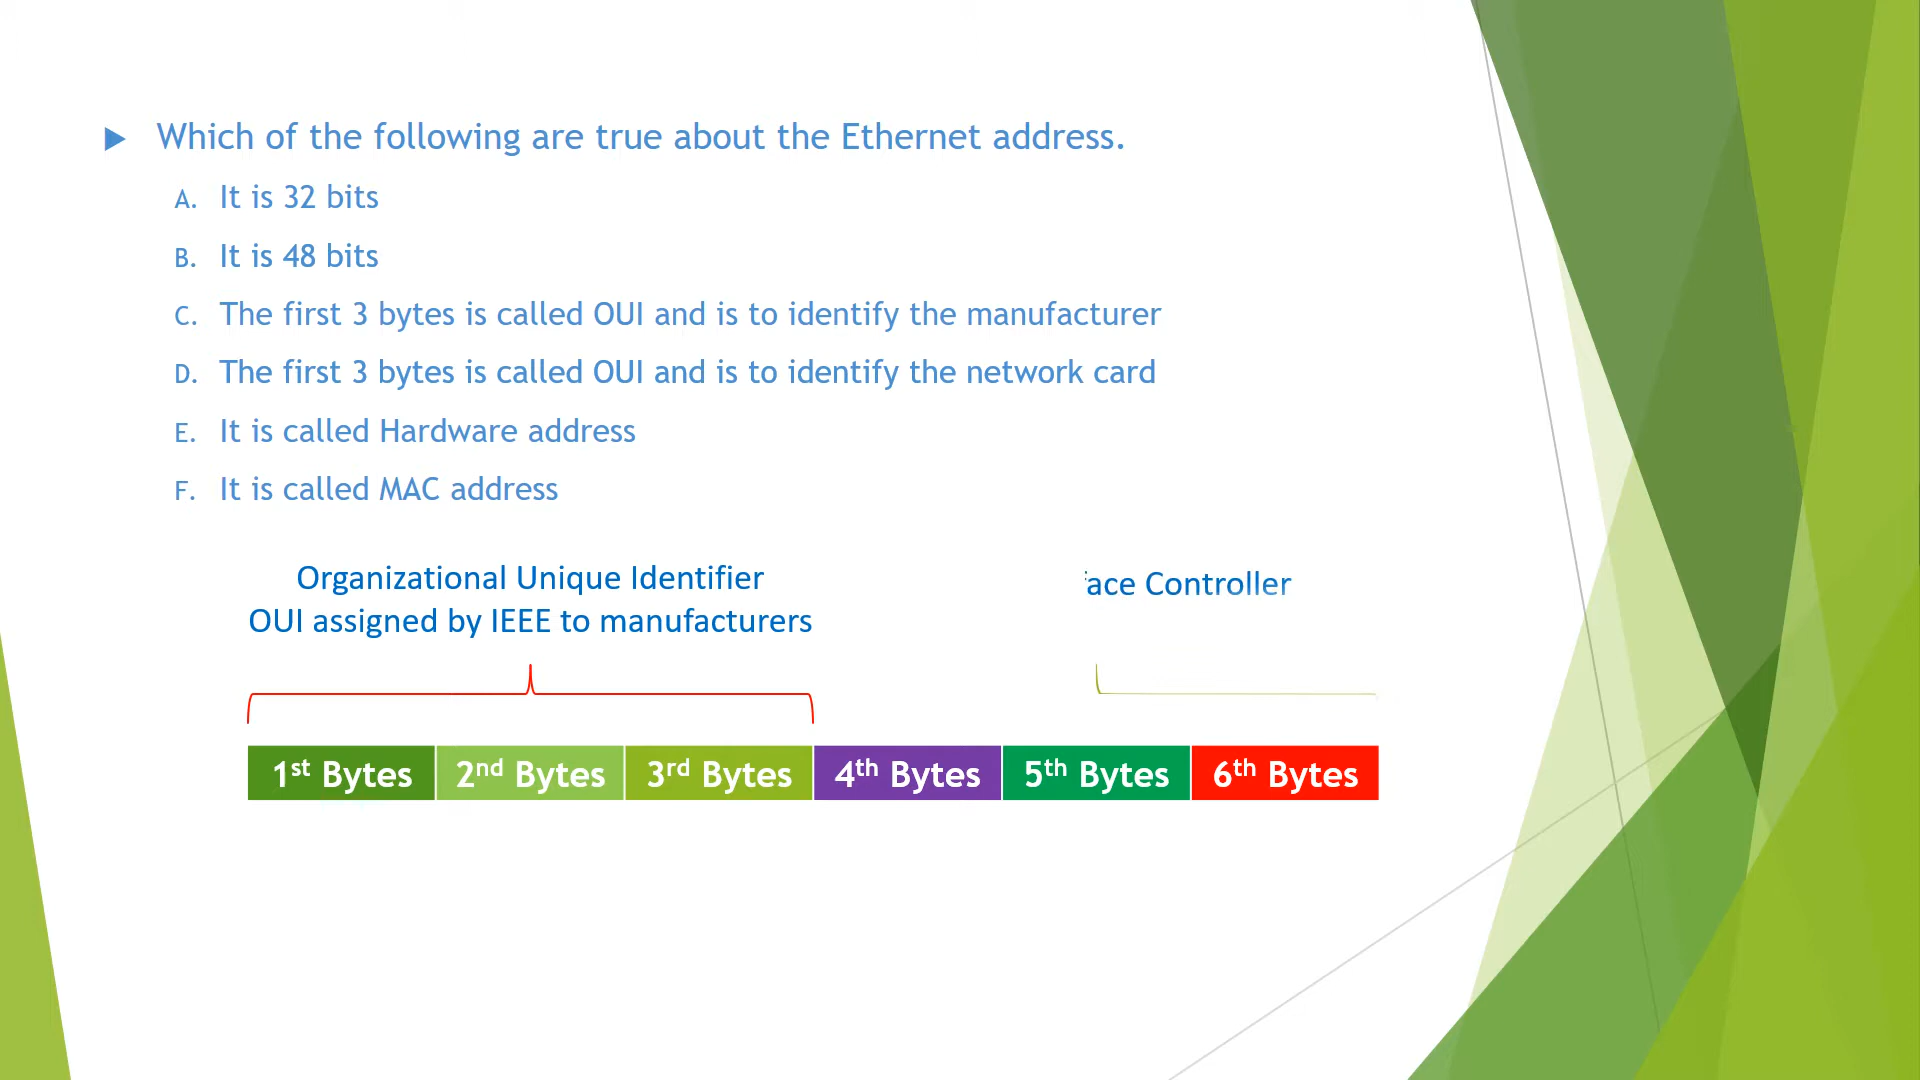 Which of the following are true about the Ethernet address.
A. It is 32 bits
B. It is 48 bits
C. The first 3 bytes is called OUI and is to identify the manufacturer
D. The first 3 bytes is called OUI and is to identify the network card
E. It is called Hardware address
F. It is called MAC address
Organizational Unique Identifier
OUI assigned by IEEE to manufacturers
Controller
1st Bytes 2nd Bytes 3rd Bytes 4th Bytes 5th Bytes 6th Bytes